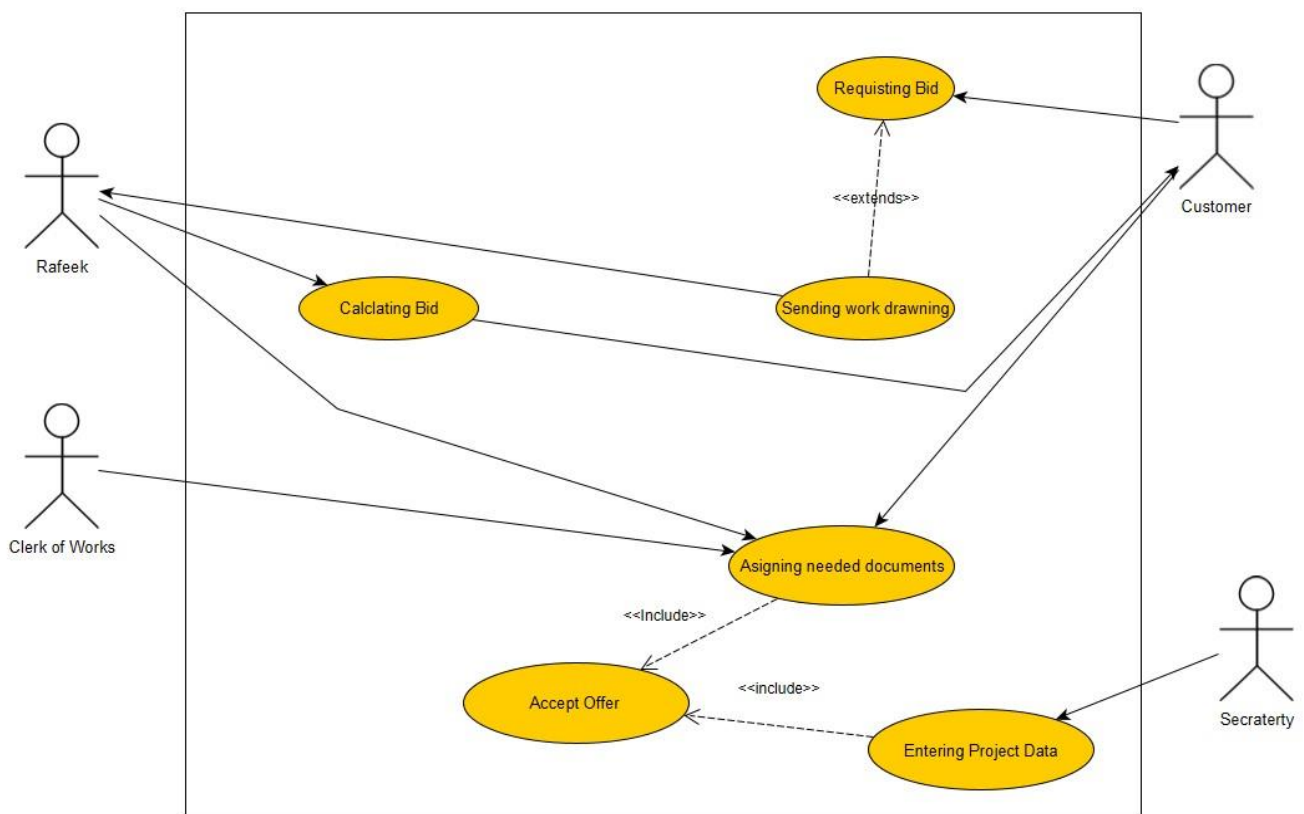 Requisting Bid
Customer
<<extends>>
Rafeek
Calclating Bid
Sending work drawning
Clerk of Works
Asigning needed documents
<<Include>>
<<include>>
Accept Offer
Secraterty
Entering Project Data